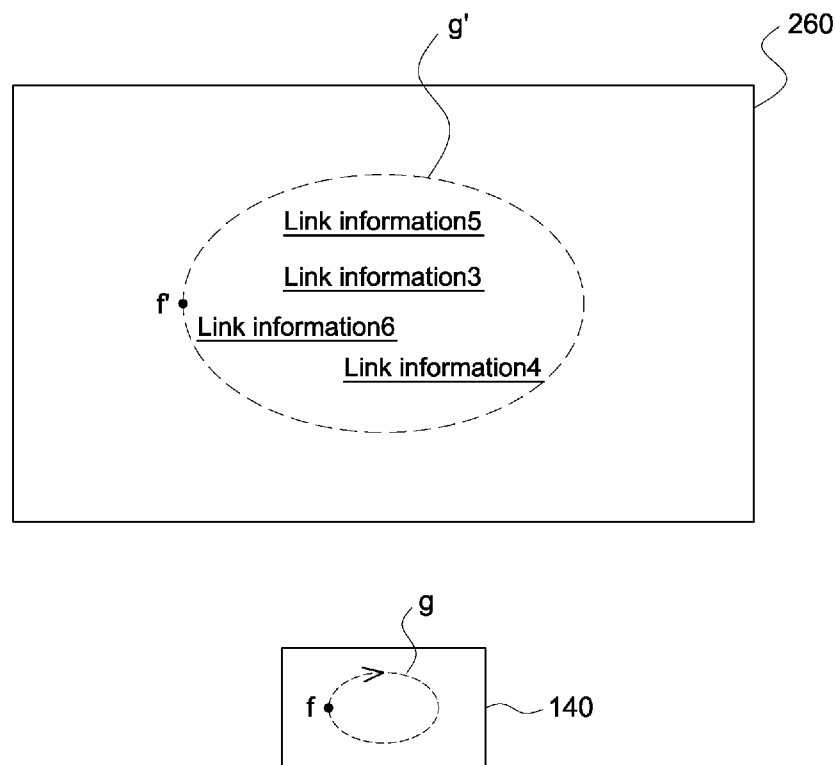 g'
260
Link information5
Link information3
f'
Link information6
Link information4
g
f
140